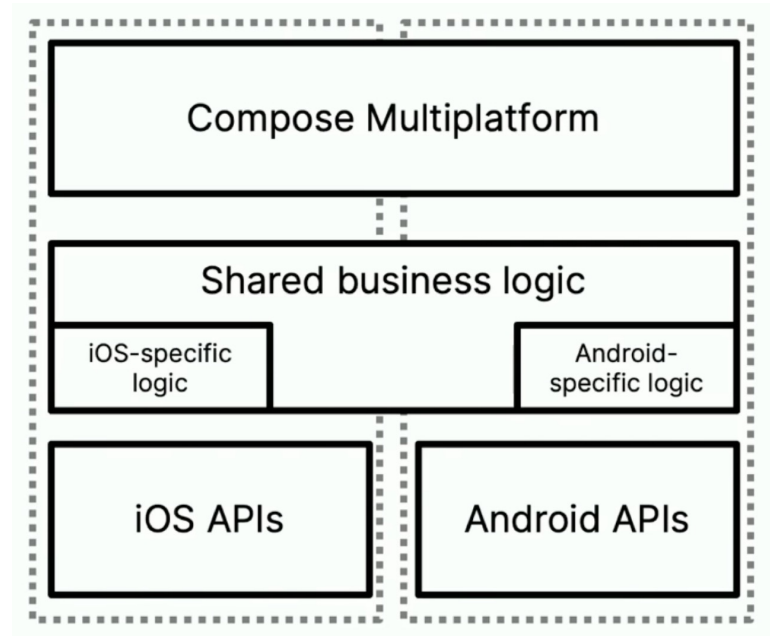 Compose Multiplatform
Shared business logic
iOS-specific
logic
Android-
specific logic
iOS APIs
Android APIs